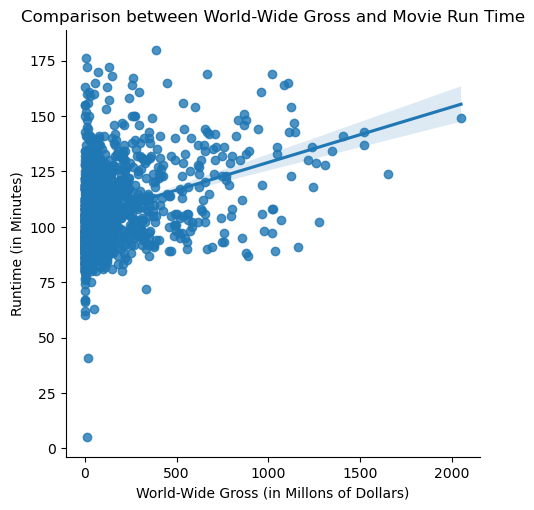 Comparison between World-Wide Gross and Movie Run Time
175
150
125
100
75
50
25
0
Runtime (in Minutes)
0 500 1000 1500 2000
World-Wide Gross (in Millons of Dollars)